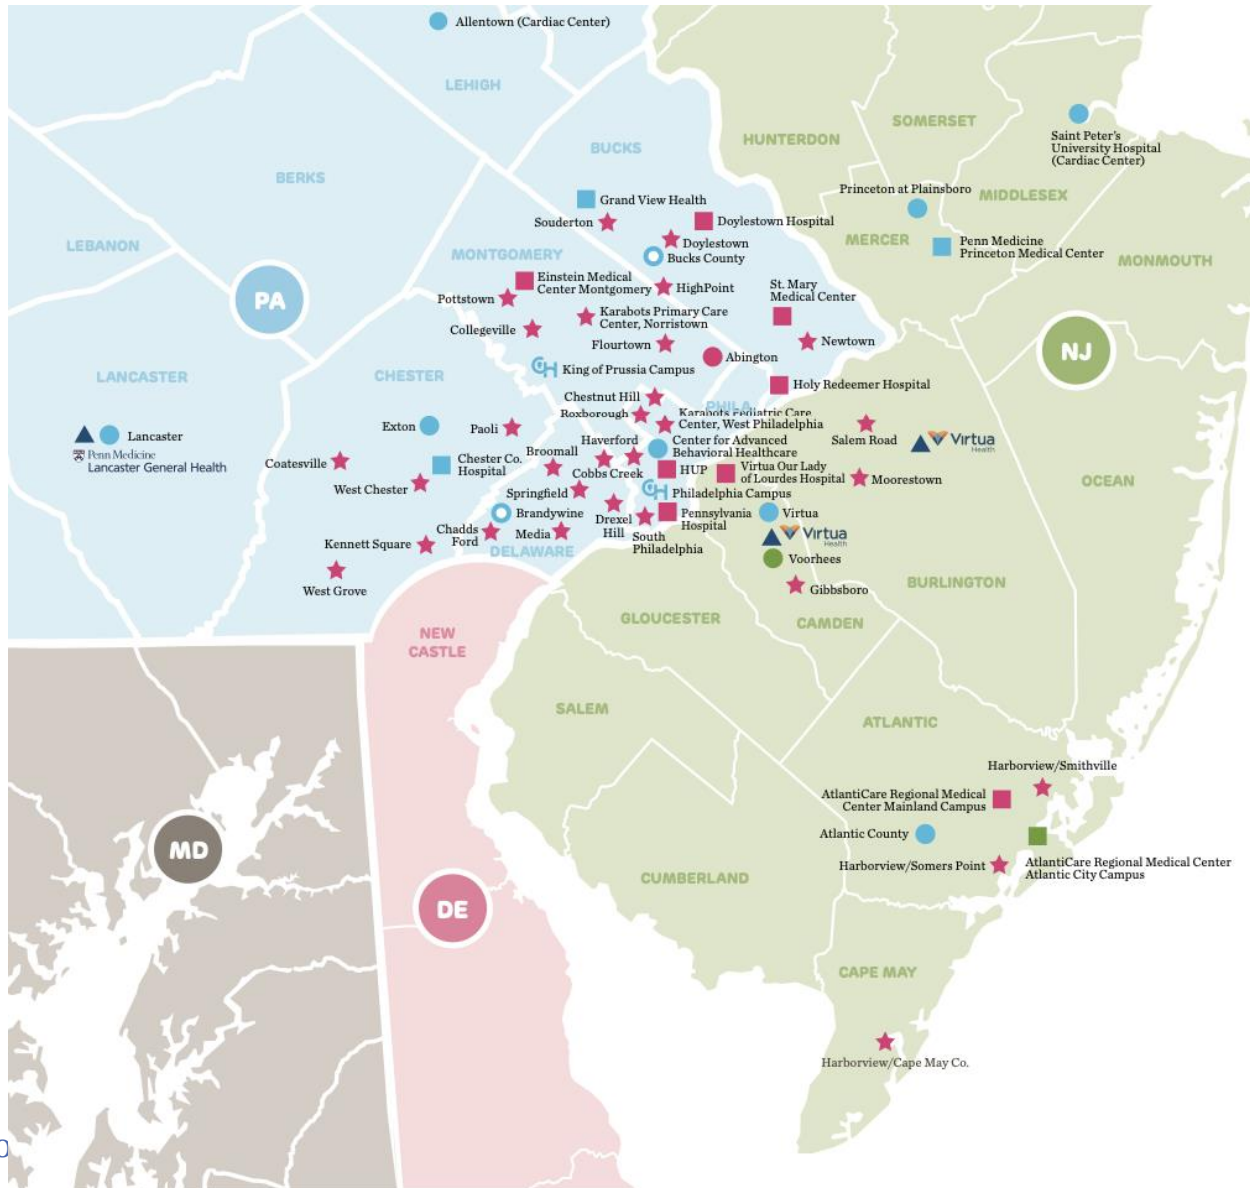 Allentown (Cardiac Center)
LEHIGH
SOMERSET
HUNTERDON
Saint Peter's
University Hospital
(Cardiac Center)
BUCKS
BERKS
Princeton at Plainsboro
MIDDLESEX
Grand View Health
Souderton
Doylestown Hospital
LEBANON
MONTGOMERY
Doylestown
Bucks County
MERCER
Penn Medicine
Princeton Medical Center
MONMOUTH
PA
Einstein Medical
Center Montgomery
HighPoint
St. Mary
Medical Center
Pottstown
Karabots Primary Care
Center, Norristown
Collegeville
Flourtown
Newtown
NJ
Abington
King of Prussia Campus
CH
LANCASTER
CHESTER
Holy Redeemer Hospital
Chestnut Hill
PHILA
Roxborough
Karabots Pediatric Care
Center, West Philadelphia
Exton
Paoli
Salem Road
Lancaster
Haverford
Center for Advanced
Behavioral Healthcare
Virtua
Penn Medicine
Lancaster General Health
Coatesville
Chester Co.
Hospital
Broomall
Cobbs Creek
HUP
Virtua Our Lady
of Lourdes Hospital
Moorestown
OCEAN
West Chester
Springfield
CH
Philadelphia Campus
Brandywine
Drexel
Hill
South
Philadelphia
Pennsylvania
Hospital
Virtua
Chadds
Ford
Media
Virtua
Health
Kennett Square
DELAWARE
Voorhees
West Grove
Gibbsboro
BURLINGTON
GLOUCESTER
CAMDEN
NEW
CASTLE
SALEM
ATLANTIC
Harborview/Smithville
AtlantiCare Regional Medical
Center Mainland Campus
Atlantic County
MD
Harborview/Somers Point
AtlantiCare Regional Medical Center
Atlantic City Campus
CUMBERLAND
DE
CAPE MAY
Harborview/Cape May Co.